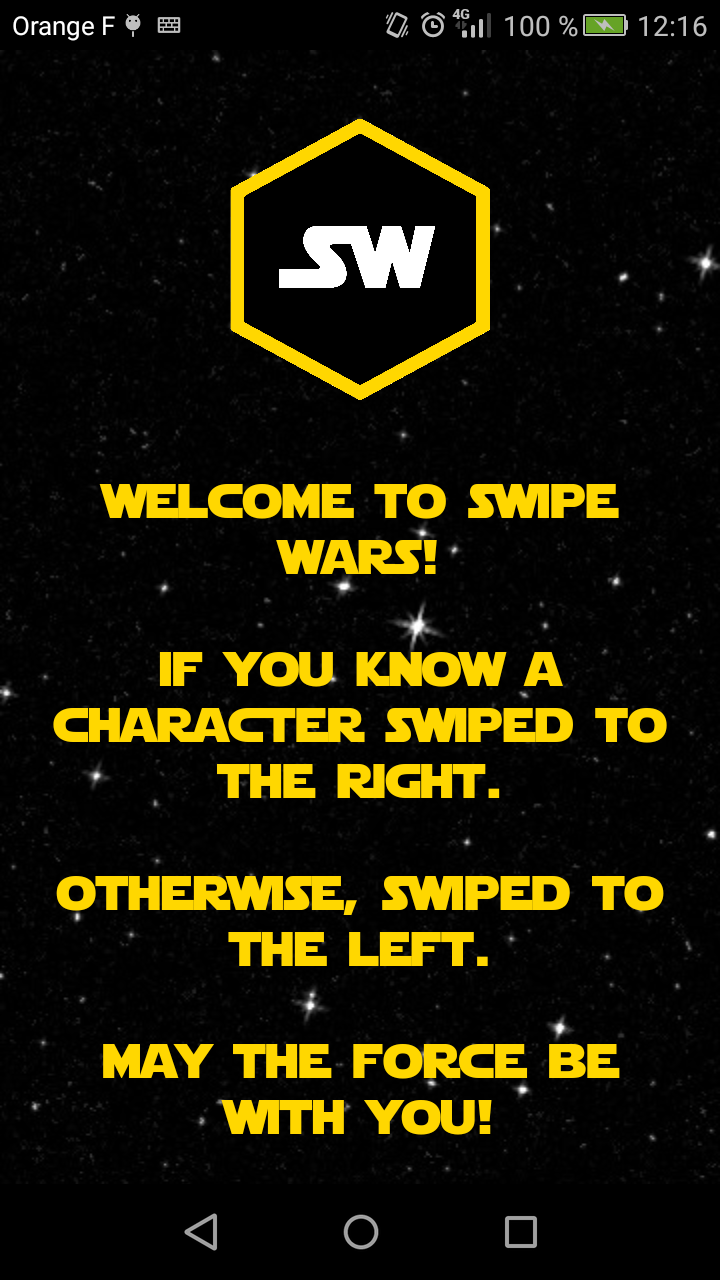 Orange F 4G 100 % 12:16
SW
WELCOME TO SWIPE
WARS!
IF YOU KNOW A
CHARACTER SWIPED TO
THE RIGHT.
OTHERWISE, SWIPED TO
THE LEFT.
MAY THE FORCE BE
WITH YOU!